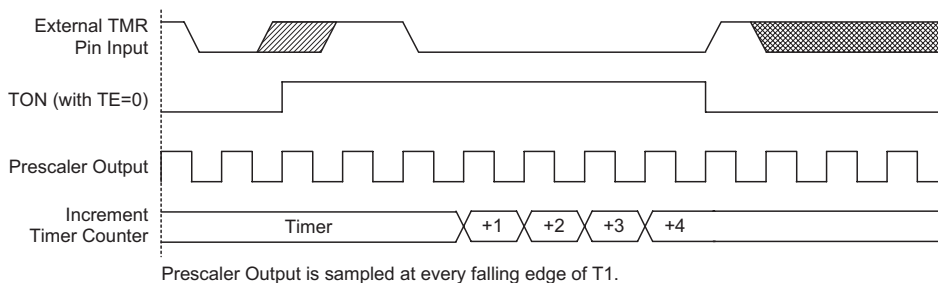 External TMR
Pin Input
TON (with TE=0)
Prescaler Output
Increment
Timer Counter
Timer
+1
+2
+3
+4
Prescaler Output is sampled at every falling edge of T1.